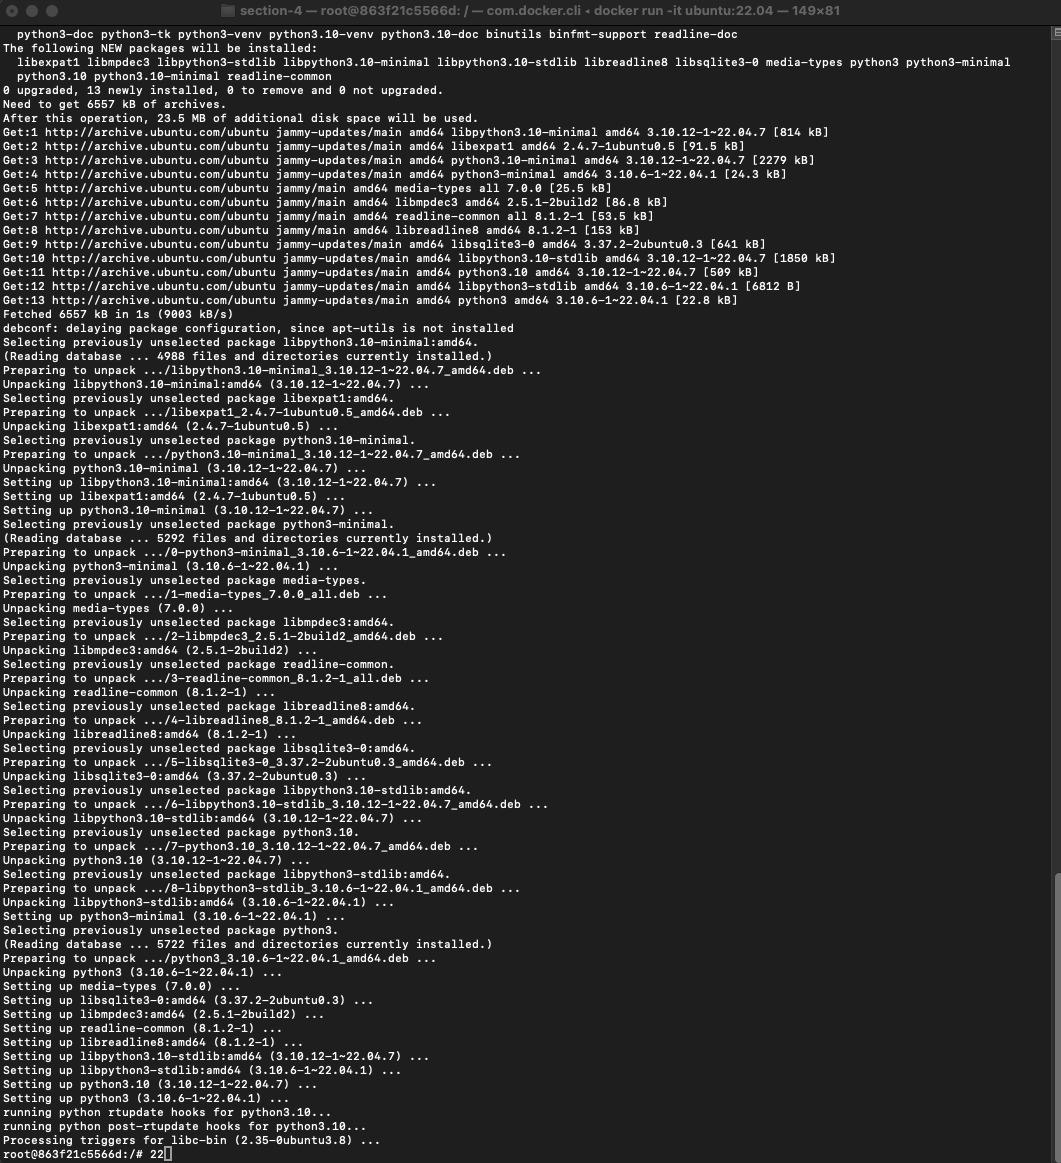 section-4 — root@863f21c5566d: / — com.docker.cli ◂ docker run -it ubuntu:22.04 — 149×81
python3-doc python3-tk python3-venv python3.10-venv python3.10-doc binutils binfmt-support readline-doc
The following NEW packages will be installed:
libexpat1 libmpdec3 libpython3-stdlib libpython3.10-minimal libpython3.10-stdlib libreadline8 libsqlite3-0 media-types python3 python3-minimal
python3.10 python3.10-minimal readline-common
0 upgraded, 13 newly installed, 0 to remove and 0 not upgraded.
Need to get 6557 kB of archives.
After this operation, 23.5 MB of additional disk space will be used.
Get:1 http://archive.ubuntu.com/ubuntu jammy-updates/main amd64 libpython3.10-minimal amd64 3.10.12-1~22.04.7 [814 kB]
Get:2 http://archive.ubuntu.com/ubuntu jammy-updates/main amd64 libexpat1 amd64 2.4.7-1ubuntu0.5 [91.5 kB]
Get:3 http://archive.ubuntu.com/ubuntu jammy-updates/main amd64 python3.10-minimal amd64 3.10.12-1~22.04.7 [2279 kB]
Get:4 http://archive.ubuntu.com/ubuntu jammy-updates/main amd64 python3-minimal amd64 3.10.6-1~22.04.1 [24.3 kB]
Get:5 http://archive.ubuntu.com/ubuntu jammy/main amd64 media-types all 7.0.0 [25.5 kB]
Get:6 http://archive.ubuntu.com/ubuntu jammy/main amd64 libmpdec3 amd64 2.5.1-2build2 [86.8 kB]
Get:7 http://archive.ubuntu.com/ubuntu jammy/main amd64 readline-common all 8.1.2-1 [53.5 kB]
Get:8 http://archive.ubuntu.com/ubuntu jammy/main amd64 libreadline8 amd64 8.1.2-1 [153 kB]
Get:9 http://archive.ubuntu.com/ubuntu jammy-updates/main amd64 libsqlite3-0 amd64 3.37.2-2ubuntu0.3 [641 kB]
Get:10 http://archive.ubuntu.com/ubuntu jammy-updates/main amd64 libpython3.10-stdlib amd64 3.10.12-1~22.04.7 [1850 kB]
Get:11 http://archive.ubuntu.com/ubuntu jammy-updates/main amd64 python3.10 amd64 3.10.12-1~22.04.7 [509 kB]
Get:12 http://archive.ubuntu.com/ubuntu jammy-updates/main amd64 libpython3-stdlib amd64 3.10.6-1~22.04.1 [6812 B]
Get:13 http://archive.ubuntu.com/ubuntu jammy-updates/main amd64 python3 amd64 3.10.6-1~22.04.1 [22.8 kB]
Fetched 6557 kB in 1s (9003 kB/s)
debconf: delaying package configuration, since apt-utils is not installed
Selecting previously unselected package libpython3.10-minimal:amd64.
(Reading database ... 4988 files and directories currently installed.)
Preparing to unpack .../libpython3.10-minimal_3.10.12-1~22.04.7_amd64.deb ...
Unpacking libpython3.10-minimal:amd64 (3.10.12-1~22.04.7) ...
Selecting previously unselected package libexpat1:amd64.
Preparing to unpack .../libexpat1_2.4.7-1ubuntu0.5_amd64.deb ...
Unpacking libexpat1:amd64 (2.4.7-1ubuntu0.5) ...
Selecting previously unselected package python3.10-minimal.
Preparing to unpack .../python3.10-minimal_3.10.12-1~22.04.7_amd64.deb ...
Unpacking python3.10-minimal (3.10.12-1~22.04.7) ...
Setting up libpython3.10-minimal:amd64 (3.10.12-1~22.04.7) ...
Setting up libexpat1:amd64 (2.4.7-1ubuntu0.5) ...
Setting up python3.10-minimal (3.10.12-1~22.04.7) ...
Selecting previously unselected package python3-minimal.
(Reading database ... 5292 files and directories currently installed.)
Preparing to unpack .../0-python3-minimal_3.10.6-1~22.04.1_amd64.deb ...
Unpacking python3-minimal (3.10.6-1~22.04.1) ...
Selecting previously unselected package media-types.
Preparing to unpack .../1-media-types_7.0.0_all.deb ...
Unpacking media-types (7.0.0) ...
Selecting previously unselected package libmpdec3:amd64.
Preparing to unpack .../2-libmpdec3_2.5.1-2build2_amd64.deb ...
Unpacking libmpdec3:amd64 (2.5.1-2build2) ...
Selecting previously unselected package readline-common.
Preparing to unpack .../3-readline-common_8.1.2-1_all.deb ...
Unpacking readline-common (8.1.2-1) ...
Selecting previously unselected package libreadline8:amd64.
Preparing to unpack .../4-libreadline8_8.1.2-1_amd64.deb ...
Unpacking libreadline8:amd64 (8.1.2-1) ...
Selecting previously unselected package libsqlite3-0:amd64.
Preparing to unpack .../5-libsqlite3-0_3.37.2-2ubuntu0.3_amd64.deb ...
Unpacking libsqlite3-0:amd64 (3.37.2-2ubuntu0.3) ...
Selecting previously unselected package libpython3.10-stdlib:amd64.
Preparing to unpack .../6-libpython3.10-stdlib_3.10.12-1~22.04.7_amd64.deb ...
Unpacking libpython3.10-stdlib:amd64 (3.10.12-1~22.04.7) ...
Selecting previously unselected package python3.10.
Preparing to unpack .../7-python3.10_3.10.12-1~22.04.7_amd64.deb ...
Unpacking python3.10 (3.10.12-1~22.04.7) ...
Selecting previously unselected package libpython3-stdlib:amd64.
Preparing to unpack .../8-libpython3-stdlib_3.10.6-1~22.04.1_amd64.deb ...
Unpacking libpython3-stdlib:amd64 (3.10.6-1~22.04.1) ...
Setting up python3-minimal (3.10.6-1~22.04.1) ...
Selecting previously unselected package python3.
(Reading database ... 5722 files and directories currently installed.)
Preparing to unpack .../python3_3.10.6-1~22.04.1_amd64.deb ...
Unpacking python3 (3.10.6-1~22.04.1) ...
Setting up media-types (7.0.0) ...
Setting up libsqlite3-0:amd64 (3.37.2-2ubuntu0.3) ...
Setting up libmpdec3:amd64 (2.5.1-2build2) ...
Setting up readline-common (8.1.2-1) ...
Setting up libreadline8:amd64 (8.1.2-1) ...
Setting up libpython3.10-stdlib:amd64 (3.10.12-1~22.04.7) ...
Setting up libpython3-stdlib:amd64 (3.10.6-1~22.04.1) ...
Setting up python3.10 (3.10.12-1~22.04.7) ...
Setting up python3 (3.10.6-1~22.04.1) ...
running python rtupdate hooks for python3.10...
running python post-rtupdate hooks for python3.10...
Processing triggers for libc-bin (2.35-0ubuntu3.8) ...
root@863f21c5566d:/# 22